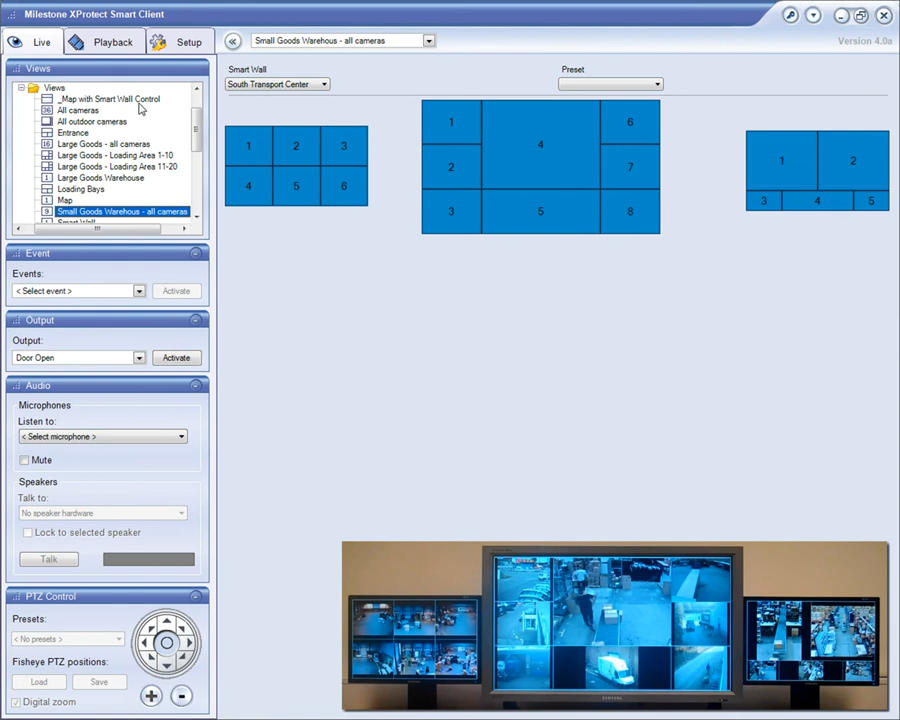 Milestone XProtect Smart Client
Live
Playback
Setup
Small Goods Warehous - all cameras
Version 4.0a
Views
Views
_Map with Smart Wall Control
36 All cameras
All outdoor cameras
Entrance
16 Large Goods - all cameras
Large Goods - Loading Area 1-10
Large Goods - Loading Area 11-20
1 Large Goods Warehouse
Loading Bays
1 Map
9 Small Goods Warehous - all cameras
1 Smart Wall
Smart Wall
South Transport Center
Preset
1 2 3
4 5 6
1 4 6
2 7
3 5 8
1 2
3 4 5
Event
Events:
< Select event >
Activate
Output
Output:
Door Open
Activate
Audio
Microphones
Listen to:
< Select microphone >
Mute
Speakers
Talk to:
No speaker hardware
Lock to selected speaker
Talk
PTZ Control
Presets:
< No presets >
Fisheye PTZ positions:
Load
Save
Digital zoom
SAMSUNG